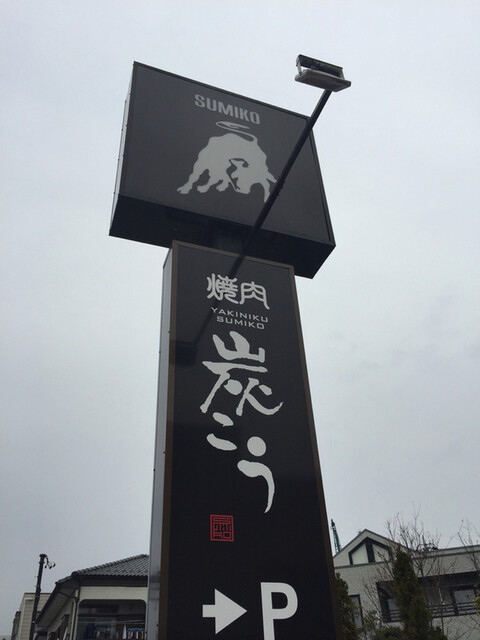 SUMIKO
焼肉
YAKINIKU
SUMIKO
炭こう
→P